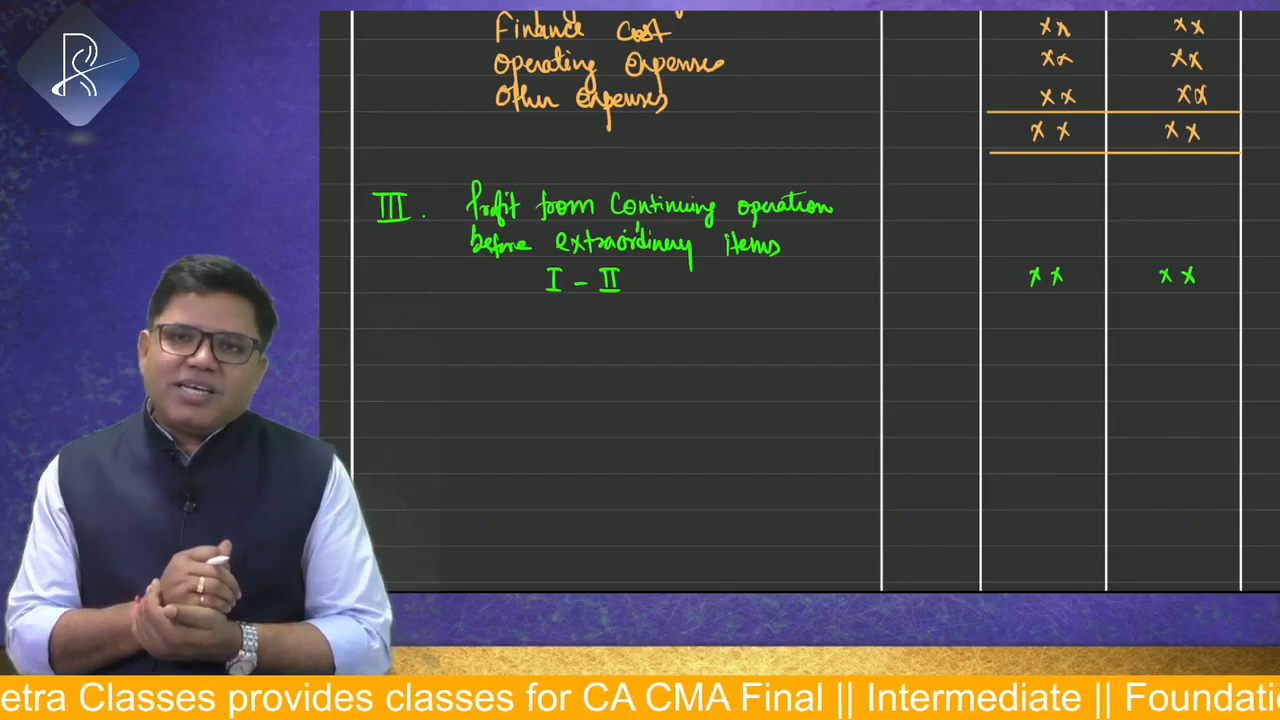 Finance Cost xx xx
Operating Expenses xx xx
Other Expenses xx xx
xx xx
III. Profit from Continuing operation
before extraordinary items
I - II xx xx
etra Classes provides classes for CA CMA Final || Intermediate || Foundati